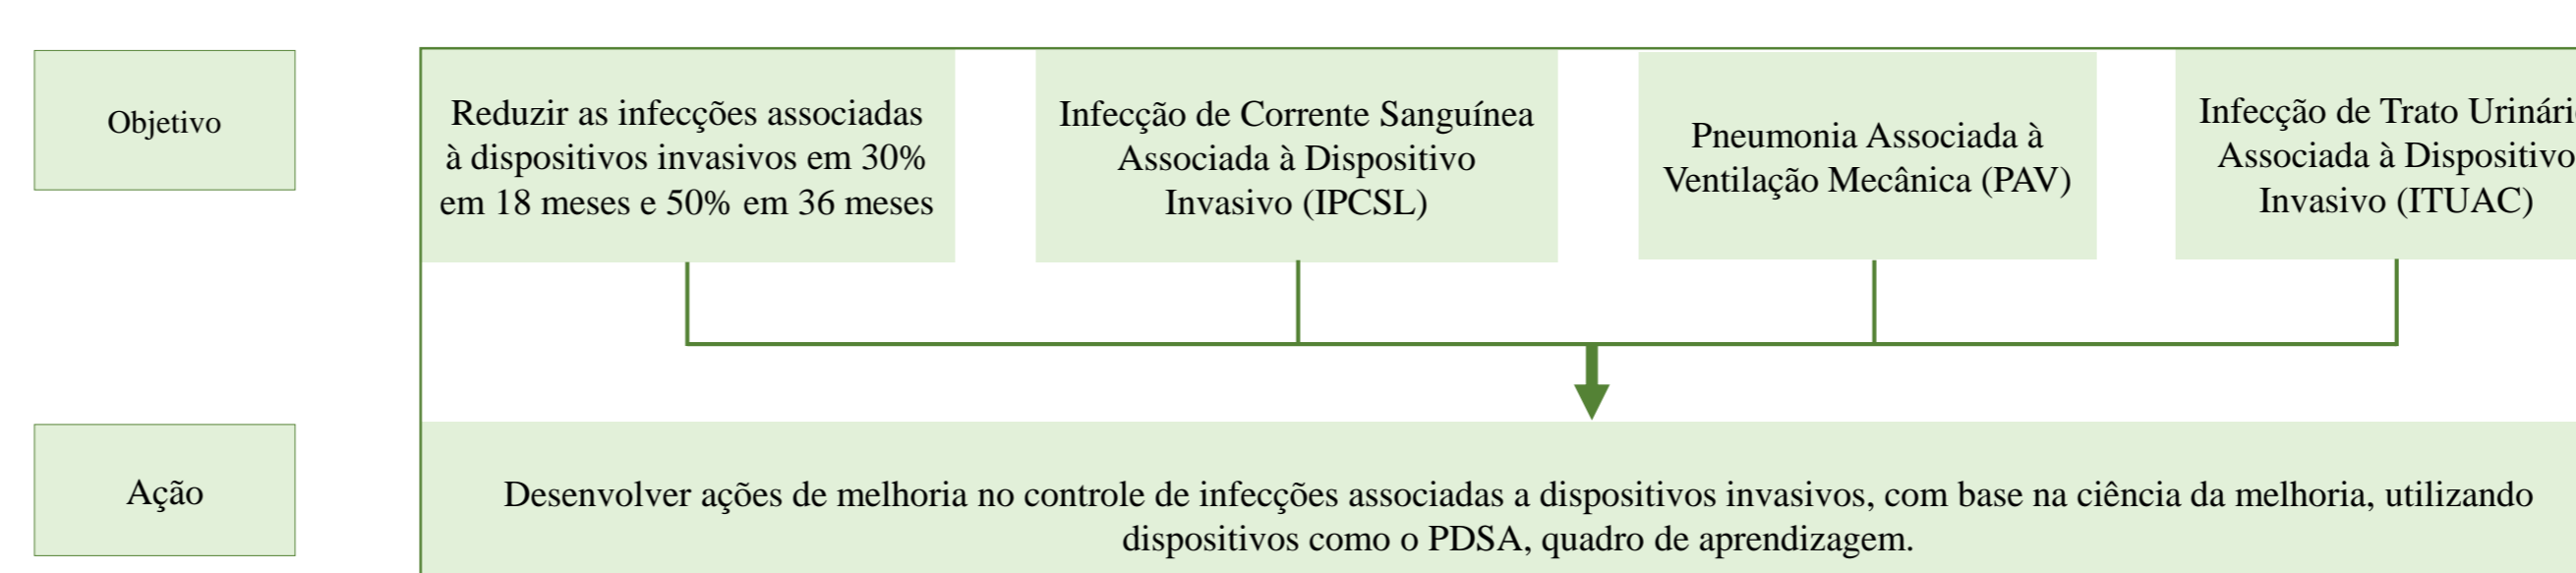 Objetivo
Reduzir as infecções associadas
à dispositivos invasivos em 30%
em 18 meses e 50% em 36 meses
Infecção de Corrente Sanguínea
Associada à Dispositivo
Invasivo (IPCSL)
Pneumonia Associada à
Ventilação Mecânica (PAV)
Infecção de Trato
Associada à Dispositivo
Invasivo (ITUAC)
Ação
Desenvolver ações de melhoria no controle de infecções associadas a dispositivos invasivos, com base na ciência da melhoria, utilizando
dispositivos como o PDSA, quadro de aprendizagem.